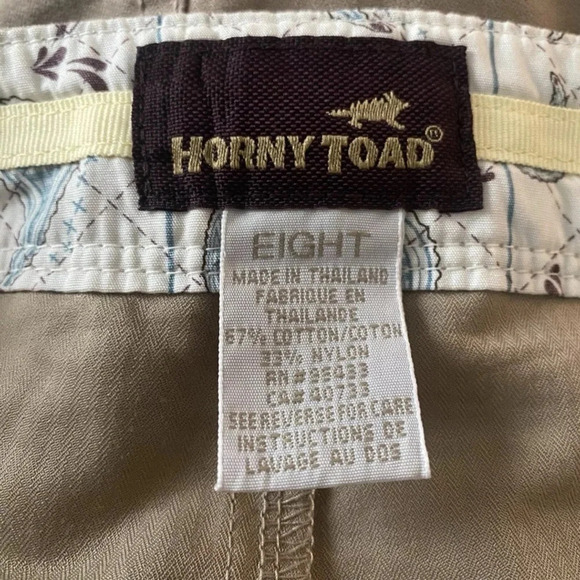 HORNY TOAD ®
EIGHT
MADE IN THAILAND
FABRIQUE EN
THAILANDE
67% COTTON/COTON
33% NYLON
RN#95433
CA# 40733
SEE REVERSE FOR CARE
INSTRUCTIONS DE
LAVAGE AU DOS